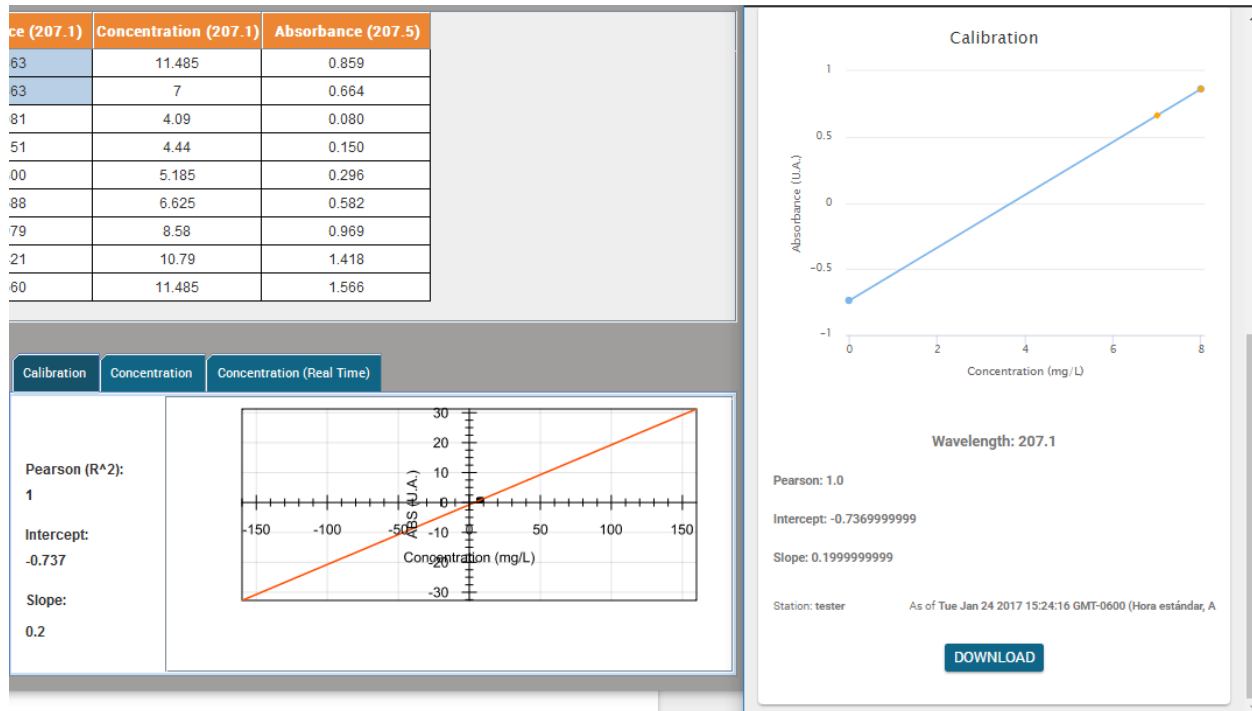 ce (207.1) Concentration (207.1) Absorbance (207.5)
63 11.485 0.859
63 7 0.664
81 4.09 0.080
51 4.44 0.150
00 5.185 0.296
88 6.625 0.582
79 8.58 0.969
21 10.79 1.418
60 11.485 1.566
Calibration Concentration Concentration (Real Time)
Pearson (R^2):
1
Intercept:
-0.737
Slope:
0.2
30
20
10
0
-10
-20
-30
-150 -100 -50 0 50 100 150
ABS (U.A.)
Concentration (mg/L)
Calibration
1
0.5
0
−0.5
−1
Absorbance (U.A.)
0 2 4 6 8
Concentration (mg/L)
Wavelength: 207.1
Pearson: 1.0
Intercept: -0.7369999999
Slope: 0.1999999999
Station: tester As of Tue Jan 24 2017 15:24:16 GMT-0600 (Hora estándar, A
DOWNLOAD